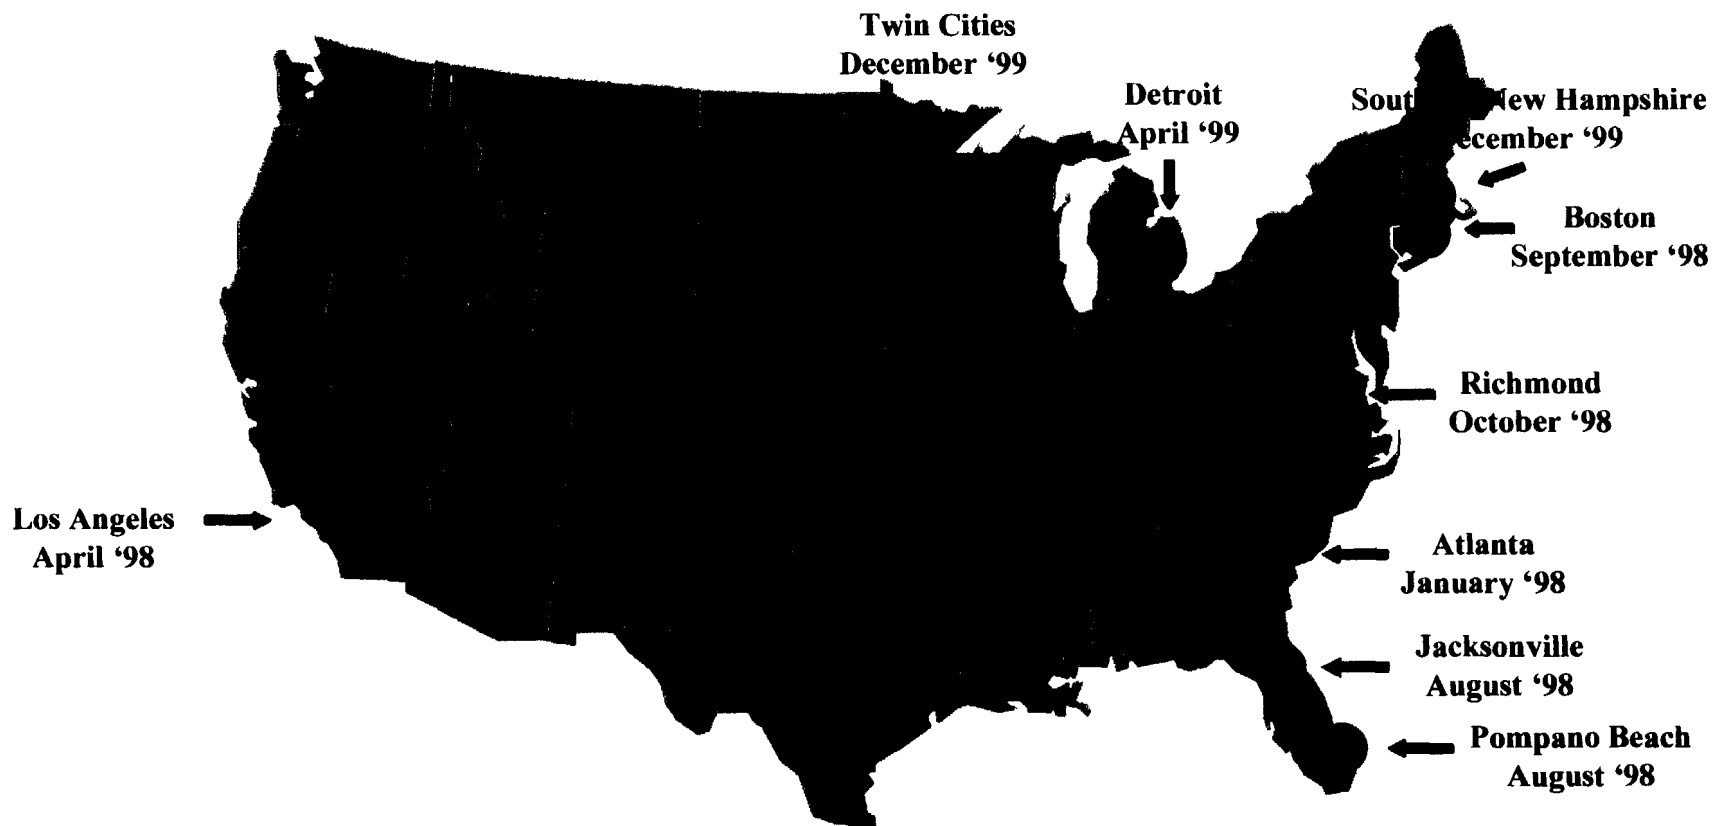 Twin Cities
December ‘99
Detroit
April ‘99
New Hampshire
‘99
Boston
September ‘98
Richmond
October ‘98
Los Angeles
April ‘98
Atlanta
January ‘98
Jacksonville
August ‘98
Pompano Beach
August ‘98